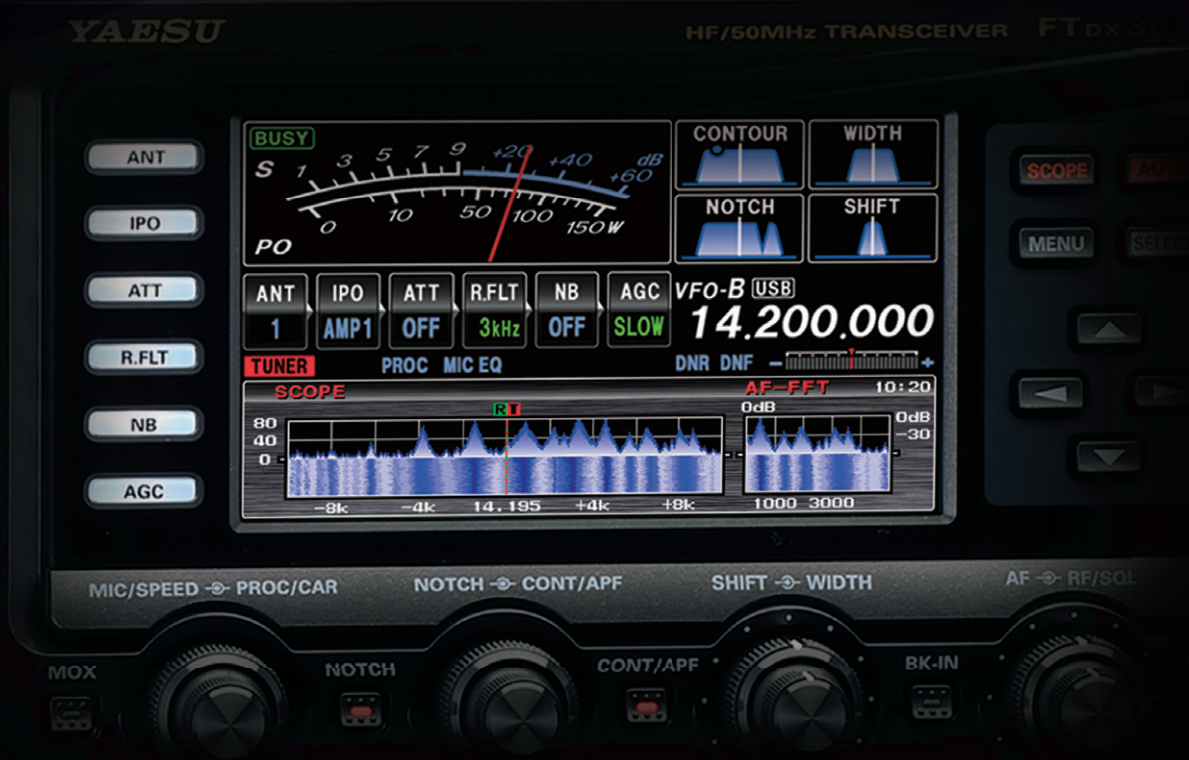 YAESU
HF/50MHz TRANSCEIVER FT DX 30
ANT
IPO
ATT
R.FLT
NB
AGC
BUSY
S 1 3 5 7 9 +20 +40 +60 dB
0 10 50 100 150 W
PO
CONTOUR
WIDTH
NOTCH
SHIFT
ANT
1
IPO
AMP1
ATT
OFF
R.FLT
3kHz
NB
OFF
AGC
SLOW
VFO-B USB
14.200.000
TUNER PROC MIC EQ DNR DNF - T +
SCOPE
R T
80
40
0
-8k -4k 14.195 +4k +8k
AF-FFT 10:20
0dB
0dB
-30
1000 3000
SCOPE
MENU
SELECT
MIC/SPEED PROC/CAR
NOTCH CONT/APF
SHIFT WIDTH
AF RF/SQL
MOX
NOTCH
CONT/APF
BK-IN